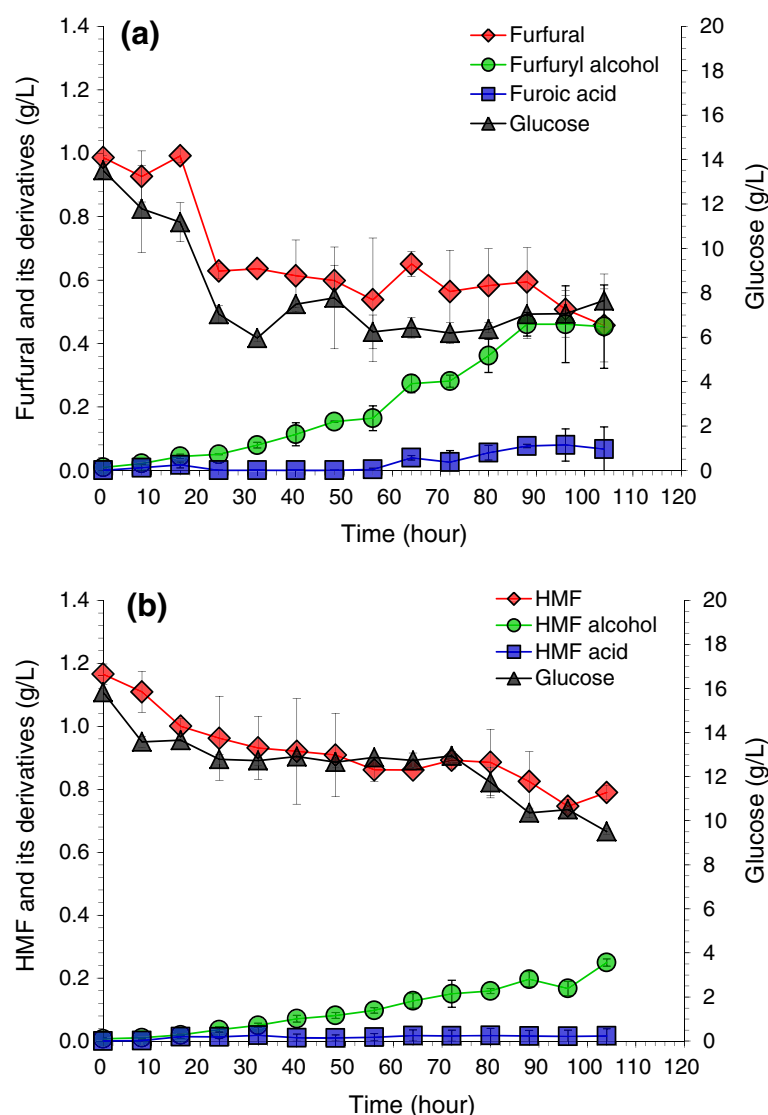 (a)
Furfural
Furfuryl alcohol
Furoic acid
Glucose
1.4
1.2
1.0
0.8
0.6
0.4
0.2
0.0
Furfural and its derivatives (g/L)
20
18
16
14
12
10
8
6
4
2
0
Glucose (g/L)
0 10 20 30 40 50 60 70 80 90 100 110 120
Time (hour)
(b)
HMF
HMF alcohol
HMF acid
Glucose
1.4
1.2
1.0
0.8
0.6
0.4
0.2
0.0
HMF and its derivatives (g/L)
20
18
16
14
12
10
8
6
4
2
0
Glucose (g/L)
0 10 20 30 40 50 60 70 80 90 100 110 120
Time (hour)